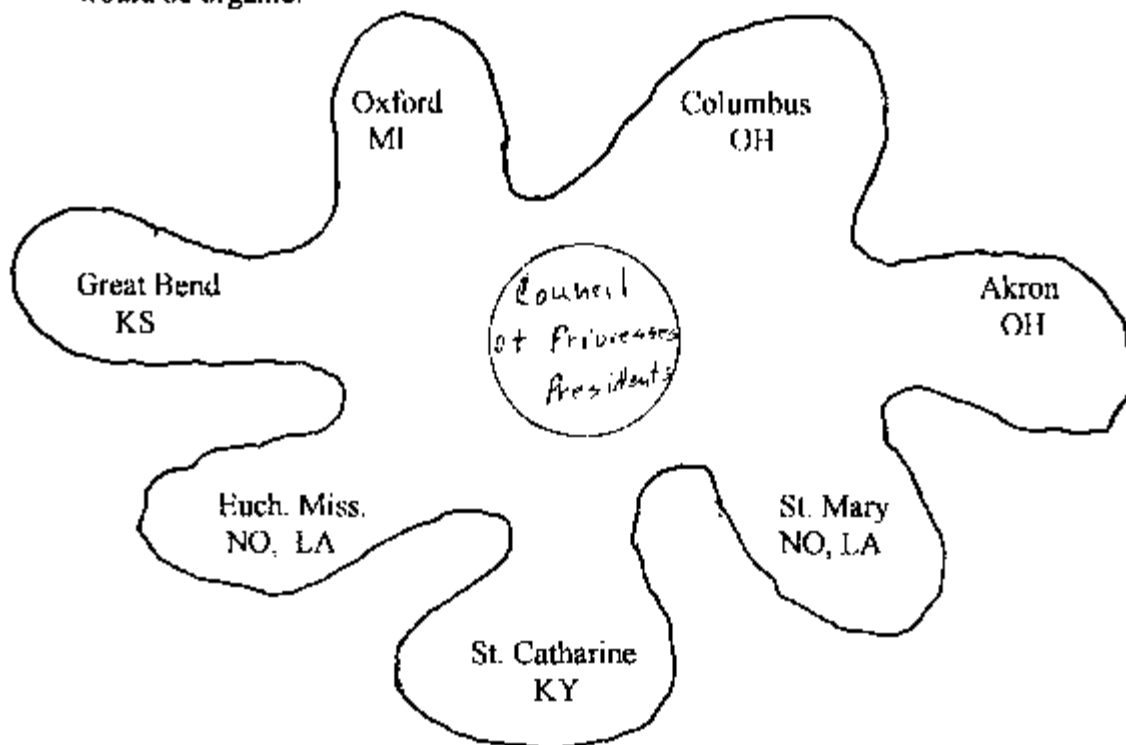 would be organic.
Oxford
MI
Columbus
OH
Great Bend
KS
Akron
OH
Council
of Prioresses
Presidents
Euch. Miss.
NO, LA
St. Mary
NO, LA
St. Catharine
KY